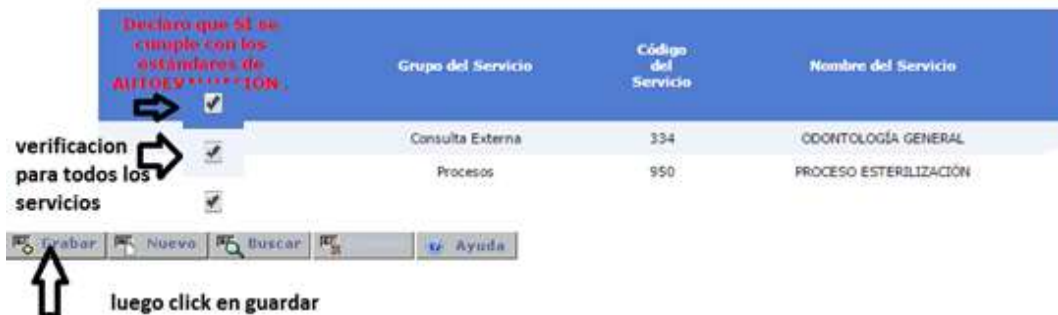 Declaro que SI se
cumple con los
estándares de
AUTOEV******IÓN .
Grupo del Servicio
Código
del
Servicio
Nombre del Servicio
verificacion
para todos los
servicios
Consulta Externa 334 ODONTOLOGÍA GENERAL
Procesos 950 PROCESO ESTERILIZACIÓN
Grabar Nuevo Buscar Ayuda
luego click en guardar